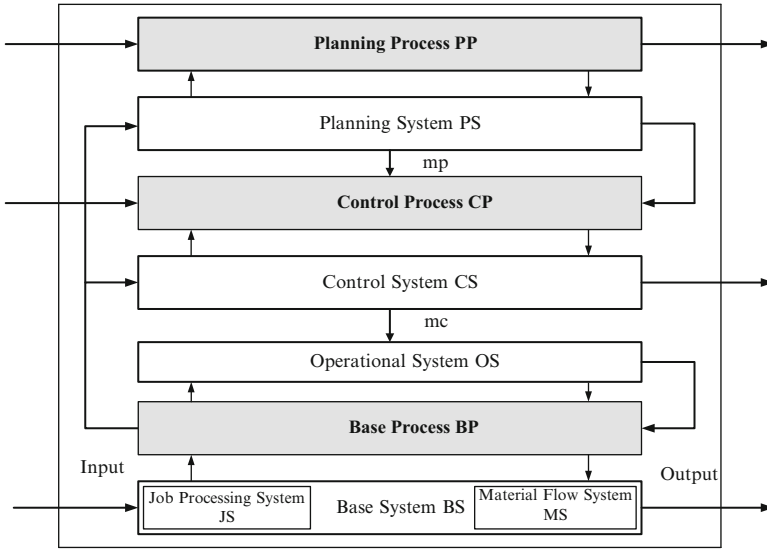 Planning Process PP
Planning System PS
mp
Control Process CP
Control System CS
mc
Operational System OS
Base Process BP
Input
Output
Job Processing System
JS
Base System BS
Material Flow System
MS